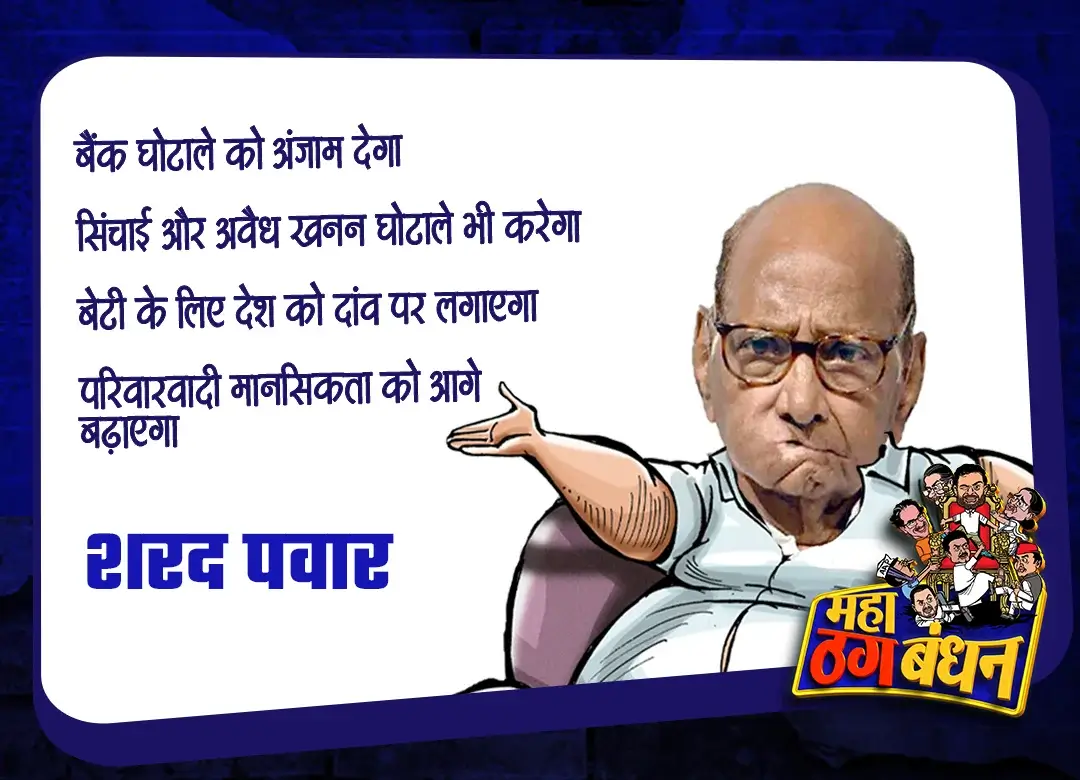 बैंक घोटाले को अंजाम देगा
सिंचाई और अवैध खनन घोटाले भी करेगा
बेटी के लिए देश को दांव पर लगाएगा
परिवारवादी मानसिकता को आगे
बढ़ाएगा
शरद पवार
महा
ठग बंधन